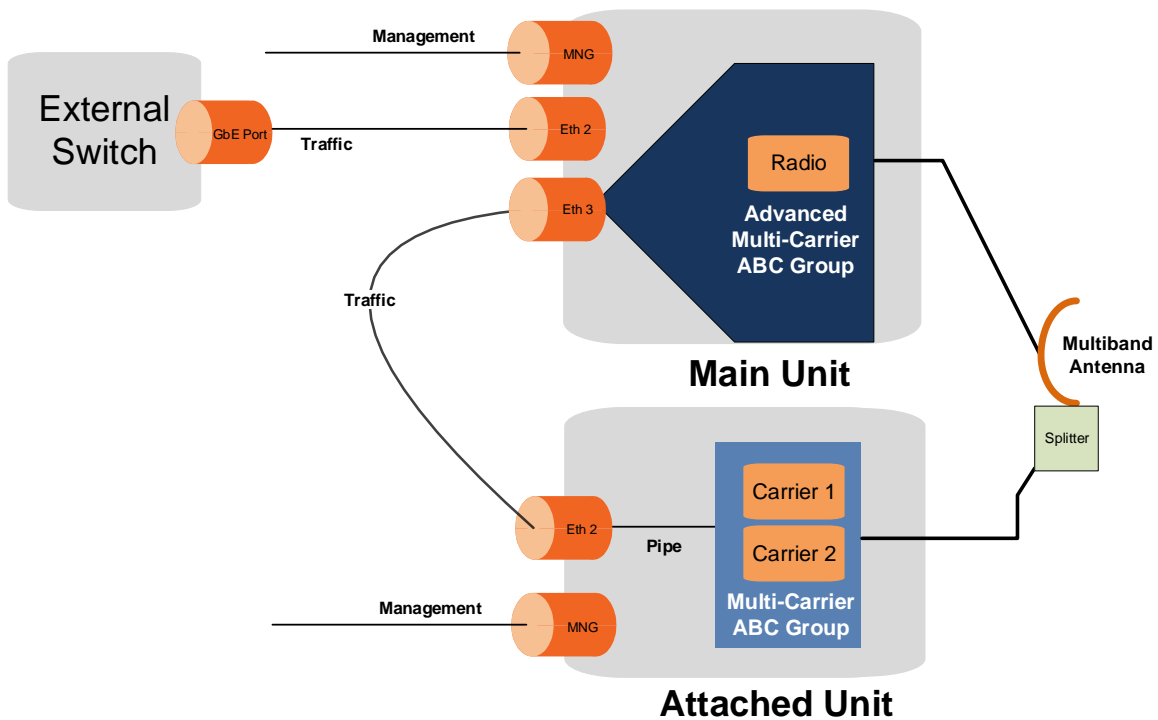 Management
MNG
External
Switch
GbE Port
Traffic
Eth 2
Eth 3
Radio
Advanced
Multi-Carrier
ABC Group
Traffic
Main Unit
Multiband
Antenna
Splitter
Carrier 1
Carrier 2
Eth 2
Pipe
Multi-Carrier
ABC Group
Management
MNG
Attached Unit